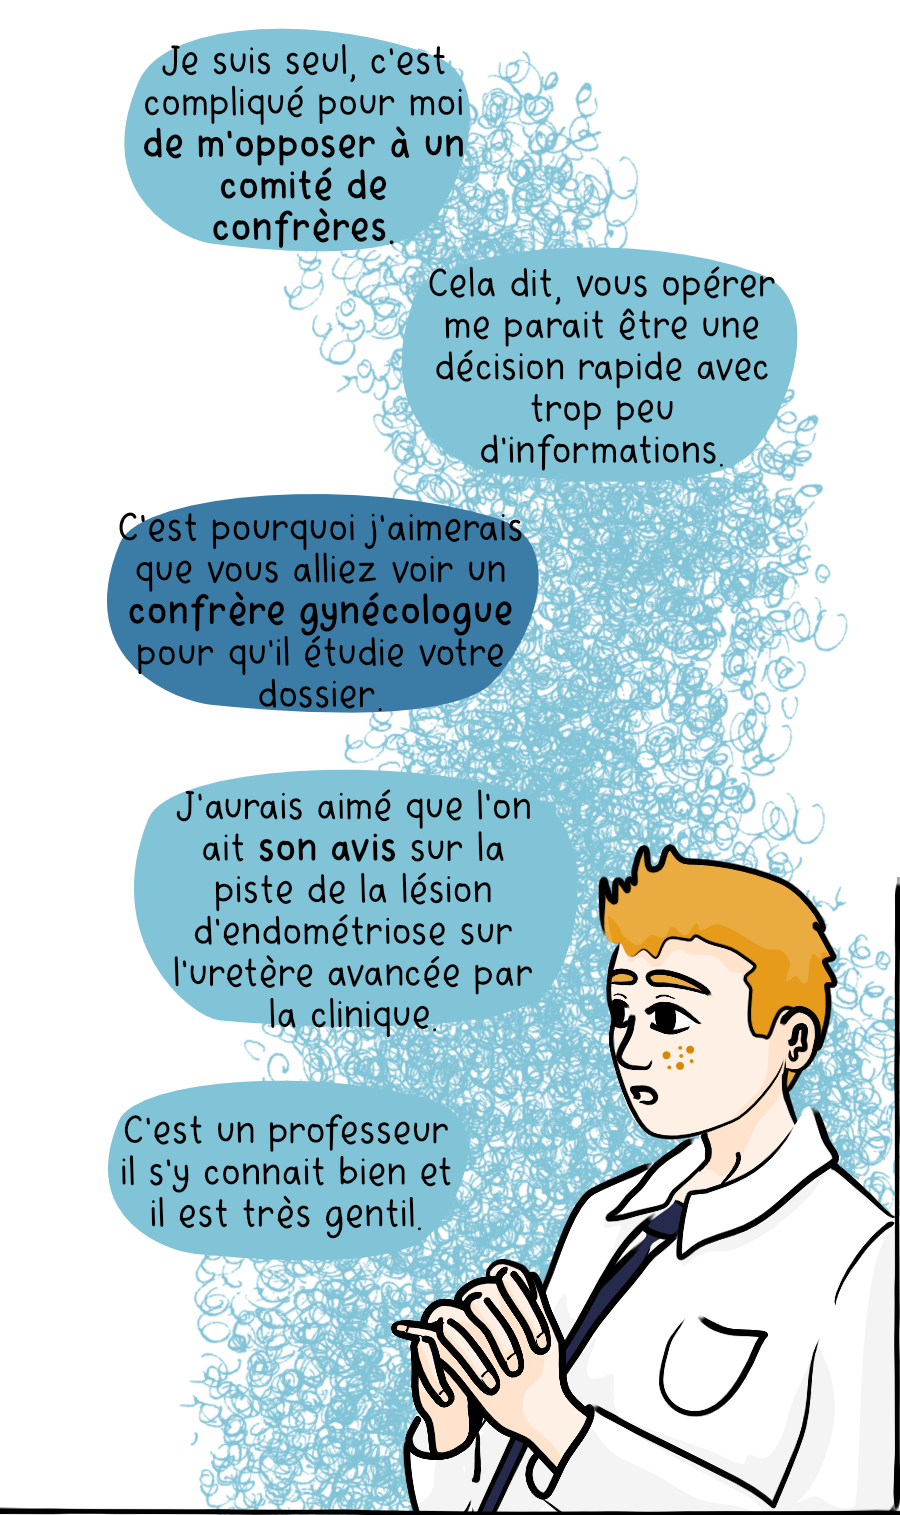 Je suis seul, c'est
compliqué pour moi
de m'opposer à un
comité de
confrères.
Cela dit, vous opérer
me parait être une
décision rapide avec
trop peu
d'informations.
C'est pourquoi j'aimerais
que vous alliez voir un
confrère gynécologue
pour qu'il étudie votre
dossier.
J'aurais aimé que l'on
ait son avis sur la
piste de la lésion
d'endométriose sur
l'uretère avancée par
la clinique.
C'est un professeur
il s'y connait bien et
il est très gentil.